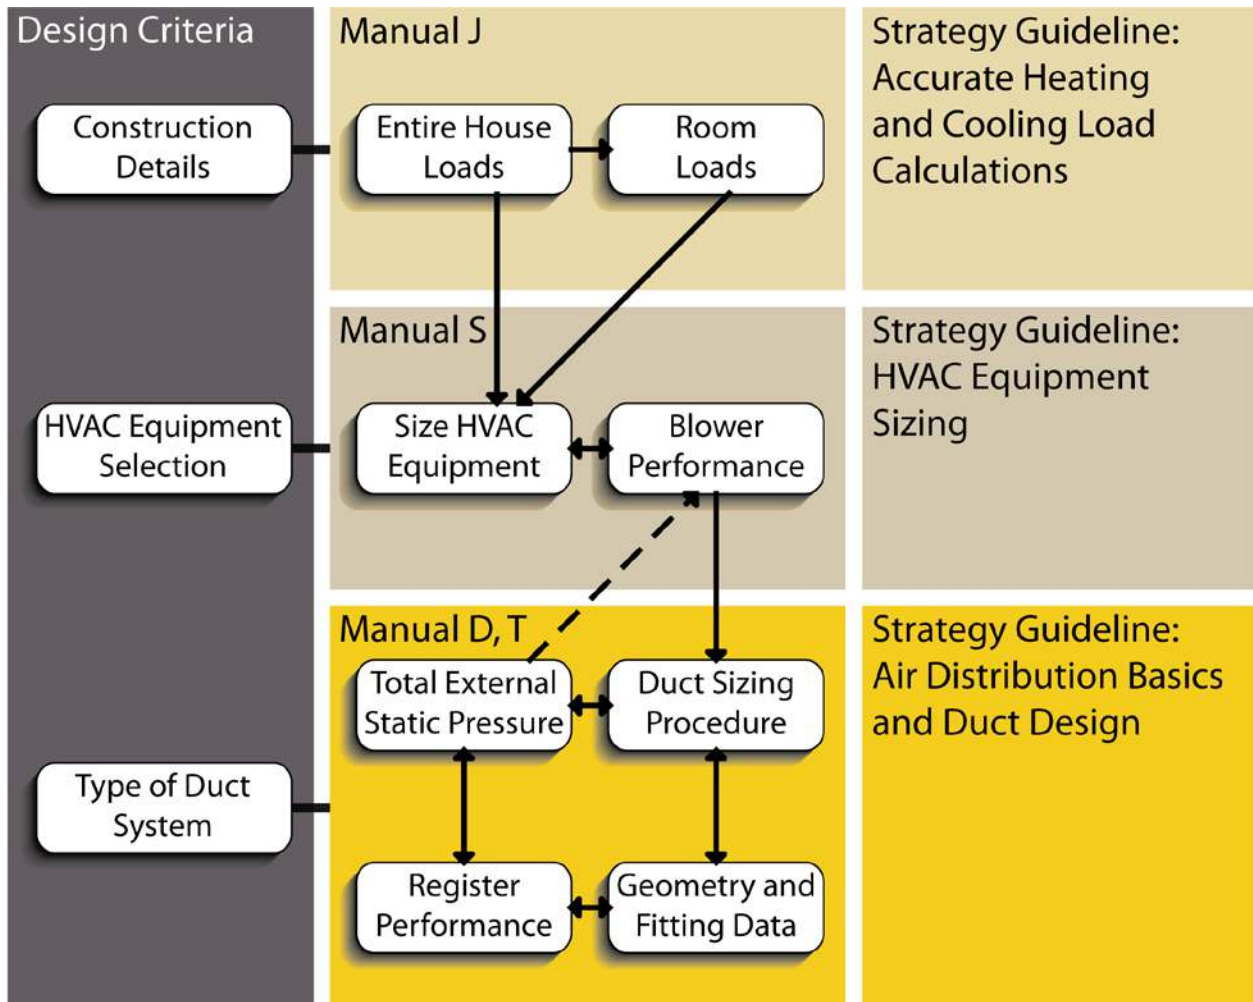 Design Criteria
Construction
Details
HVAC Equipment
Selection
Type of Duct
System
Manual J
Entire House
Loads
Room
Loads
Manual S
Size HVAC
Equipment
Blower
Performance
Manual D, T
Total External
Static Pressure
Duct Sizing
Procedure
Register
Performance
Geometry and
Fitting Data
Strategy Guideline:
Accurate Heating
and Cooling Load
Calculations
Strategy Guideline:
HVAC Equipment
Sizing
Strategy Guideline:
Air Distribution Basics
and Duct Design